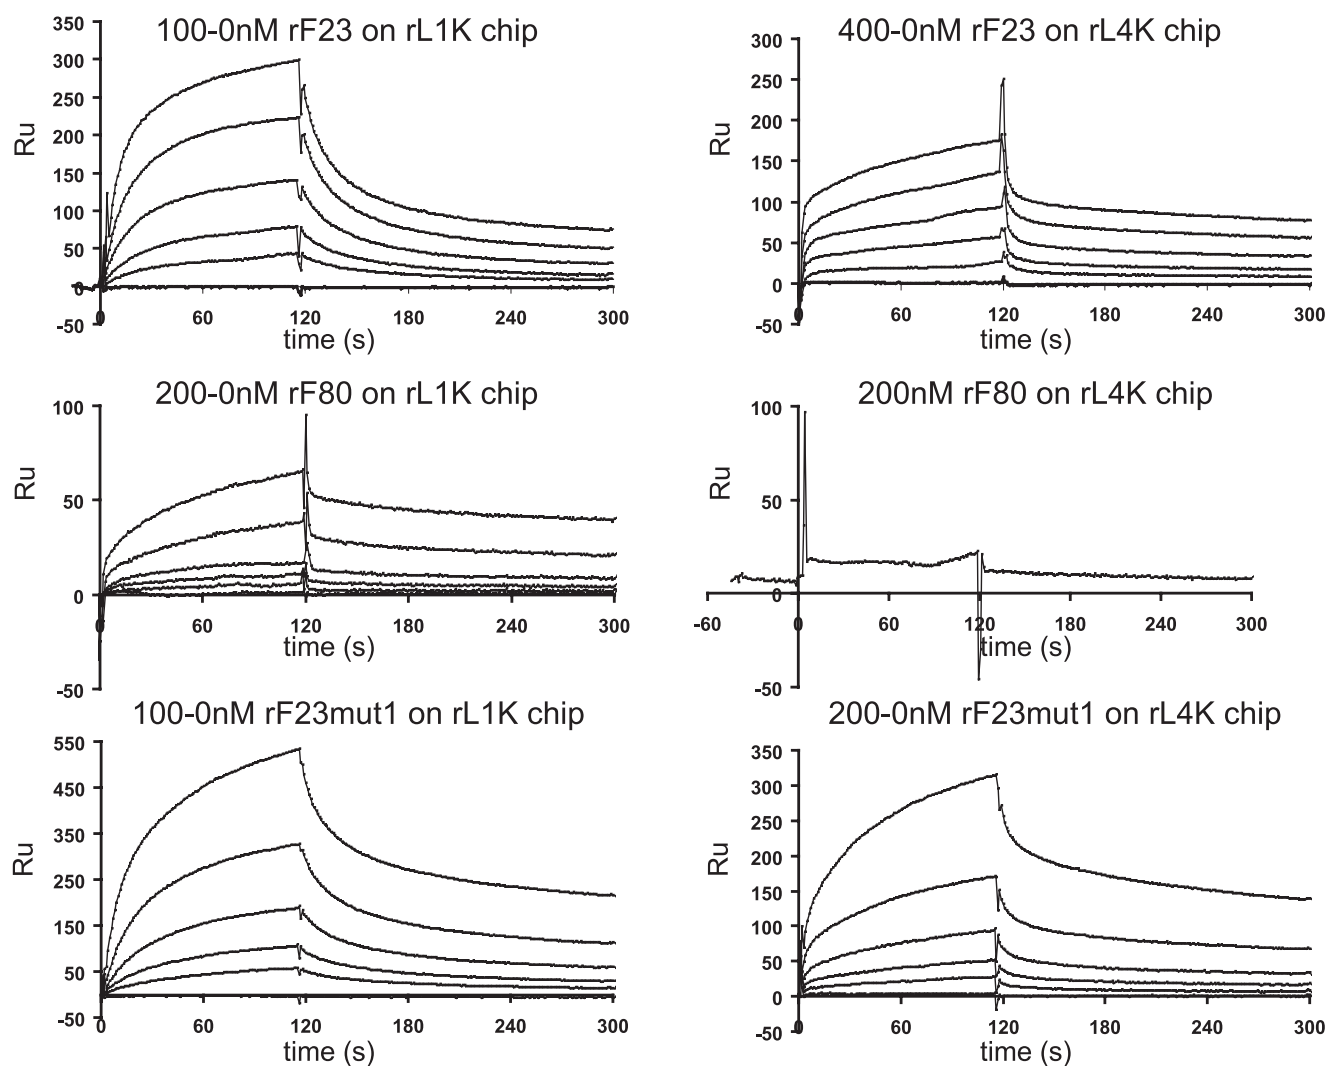 100-0nM rF23 on rL1K chip
350
300
250
200
150
100
50
0
-50
Ru
0 60 120 180 240 300
time (s)
400-0nM rF23 on rL4K chip
300
250
200
150
100
50
0
-50
Ru
0 60 120 180 240 300
time (s)
200-0nM rF80 on rL1K chip
100
50
0
-50
Ru
0 60 120 180 240 300
time (s)
200nM rF80 on rL4K chip
100
50
0
-50
Ru
-60 0 60 120 180 240 300
time (s)
100-0nM rF23mut1 on rL1K chip
550
450
350
250
150
50
-50
Ru
0 60 120 180 240 300
time (s)
200-0nM rF23mut1 on rL4K chip
350
300
250
200
150
100
50
0
-50
Ru
0 60 120 180 240 300
time (s)